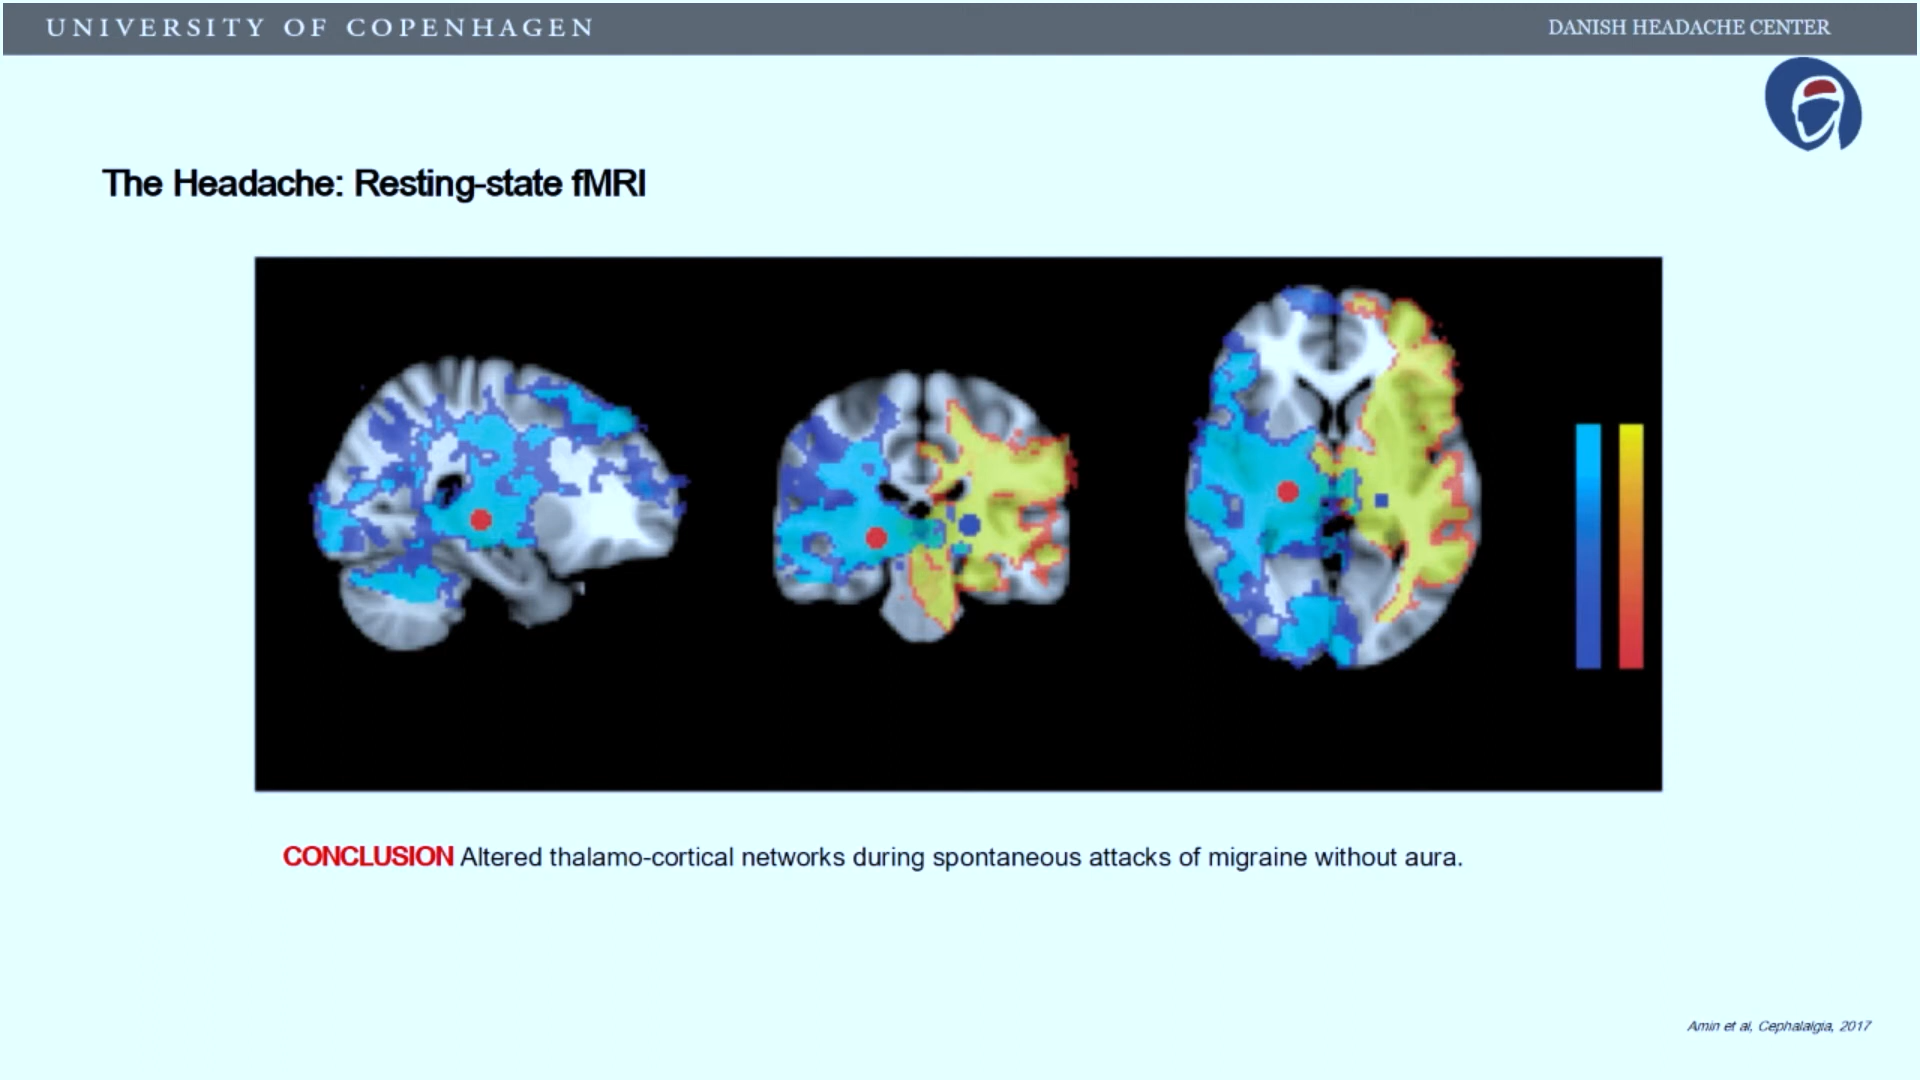 UNIVERSITY OF COPENHAGEN
DANISH HEADACHE CENTER
The Headache: Resting-state fMRI
CONCLUSION Altered thalamo-cortical networks during spontaneous attacks of migraine without aura.
Amin et al, Cephalalgia, 2017